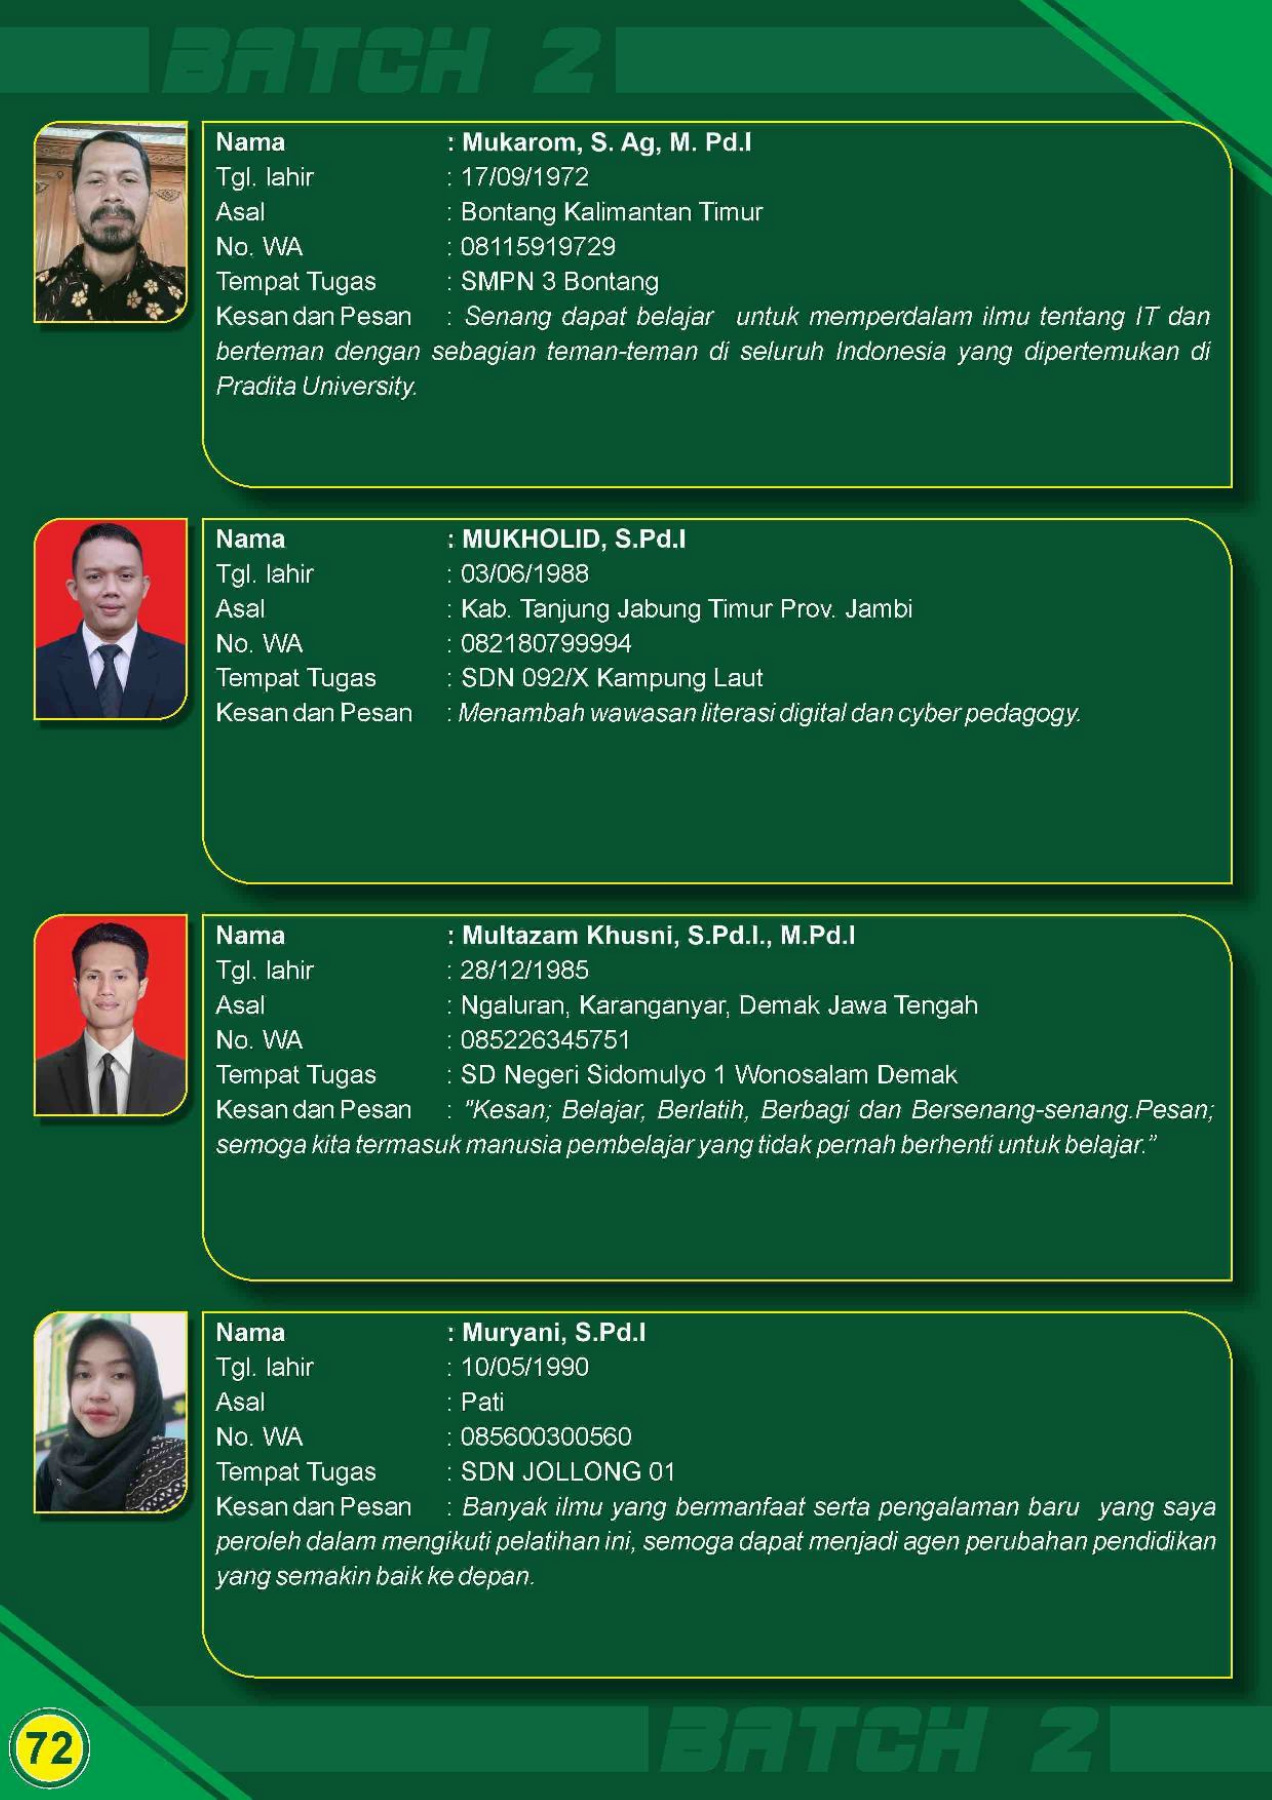 BATCH 2
Nama : Mukarom, S. Ag, M. Pd.I
Tgl. lahir : 17/09/1972
Asal : Bontang Kalimantan Timur
No. WA : 08115919729
Tempat Tugas : SMPN 3 Bontang
Kesan dan Pesan : Senang dapat belajar untuk memperdalam ilmu tentang IT dan
berteman dengan sebagian teman-teman di seluruh Indonesia yang dipertemukan di
Pradita University.
Nama : MUKHOLID, S.Pd.I
Tgl. lahir : 03/06/1988
Asal : Kab. Tanjung Jabung Timur Prov. Jambi
No. WA : 082180799994
Tempat Tugas : SDN 092/X Kampung Laut
Kesan dan Pesan : Menambah wawasan literasi digital dan cyber pedagogy.
Nama : Multazam Khusni, S.Pd.I., M.Pd.I
Tgl. lahir : 28/12/1985
Asal : Ngaluran, Karanganyar, Demak Jawa Tengah
No. WA : 085226345751
Tempat Tugas : SD Negeri Sidomulyo 1 Wonosalam Demak
Kesan dan Pesan : "Kesan; Belajar, Berlatih, Berbagi dan Bersenang-senang.Pesan;
semoga kita termasuk manusia pembelajar yang tidak pernah berhenti untuk belajar.”
Nama : Muryani, S.Pd.I
Tgl. lahir : 10/05/1990
Asal : Pati
No. WA : 085600300560
Tempat Tugas : SDN JOLLONG 01
Kesan dan Pesan : Banyak ilmu yang bermanfaat serta pengalaman baru yang saya
peroleh dalam mengikuti pelatihan ini, semoga dapat menjadi agen perubahan pendidikan
yang semakin baik ke depan.
72
BATCH 2